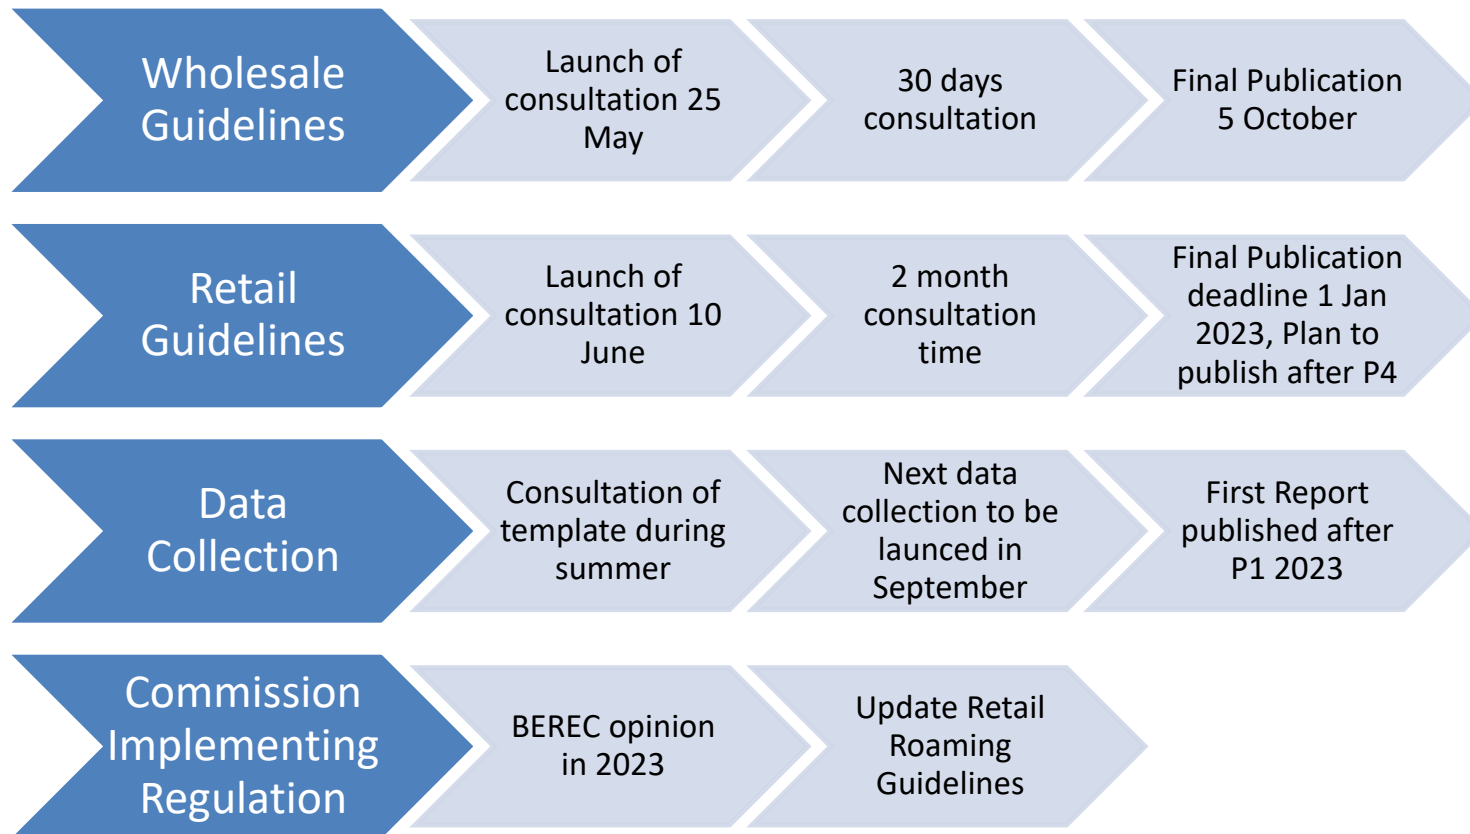 Wholesale
Guidelines
Launch of
consultation 25
May
30 days
consultation
Final Publication
5 October
Retail
Guidelines
Launch of
consultation 10
June
2 month
consultation
time
Final Publication
deadline 1 Jan
2023, Plan to
publish after P4
Data
Collection
Consultation of
template during
summer
Next data
collection to be
launced in
September
First Report
published after
P1 2023
Commission
Implementing
Regulation
BEREC opinion
in 2023
Update Retail
Roaming
Guidelines